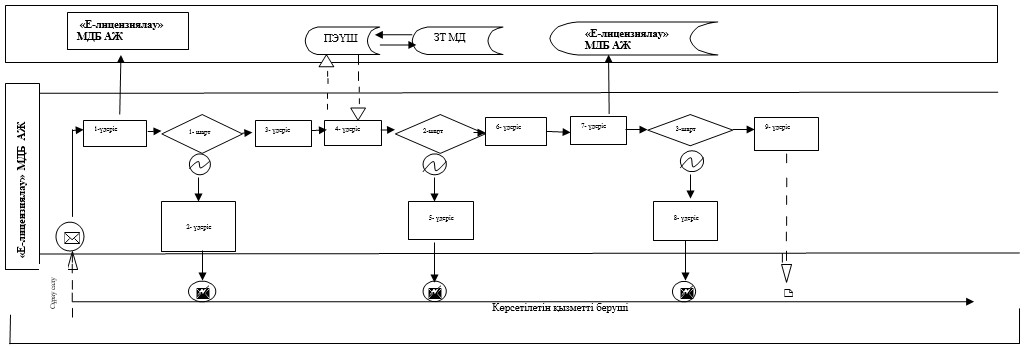 «Е-лицензиялау»
МДБ АЖ
ПЭҮШ
ЗТ МД
«Е-лицензиялау»
МДБ АЖ
«Е-лицензиялау» МДБ АЖ
1-үдеріс
1- шарт
3- үдеріс
4- үдеріс
2-шарт
6- үдеріс
7- үдеріс
3-шарт
9- үдеріс
2- үдеріс
5- үдеріс
8- үдеріс
Сұрау салу
Көрсетілетін қызметті беруші